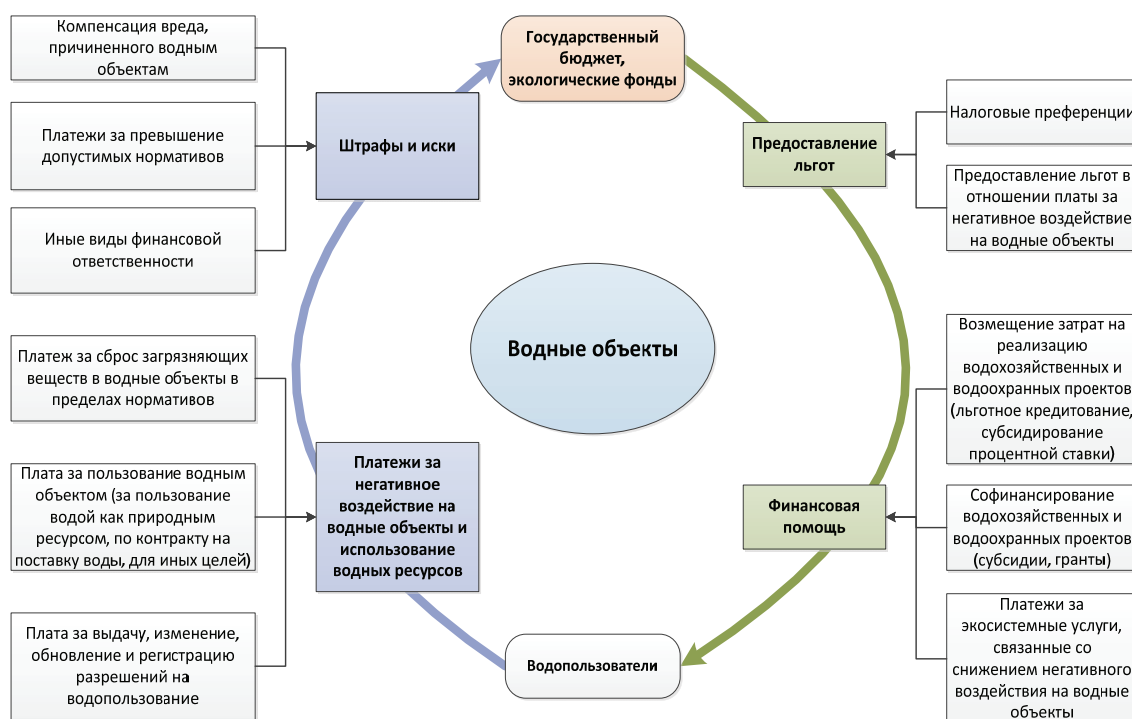 Компенсация вреда,
причиненного водным
объектам
Платежи за превышение
допустимых нормативов
Иные виды финансовой
ответственности
Платеж за сброс загрязняющих
веществ в водные объекты в
пределах нормативов
Плата за пользование водным
объектом (за пользование
водой как природным
ресурсом, по контракту на
поставку воды, для иных целей)
Плата за выдачу, изменение,
обновление и регистрацию
разрешений на
водопользование
Штрафы и иски
Платежи за
негативное
воздействие на
водные объекты и
использование
водных ресурсов
Государственный
бюджет,
экологические фонды
Водные объекты
Водопользователи
Предоставление
льгот
Финансовая
помощь
Налоговые преференции
Предоставление льгот в
отношении платы за
негативное воздействие
на водные объекты
Возмещение затрат на
реализацию
водохозяйственных и
водоохранных проектов
(льготное кредитование,
субсидирование
процентной ставки)
Софинансирование
водохозяйственных и
водоохранных проектов
(субсидии, гранты)
Платежи за
экосистемные услуги,
связанные со
снижением негативного
воздействия на водные
объекты